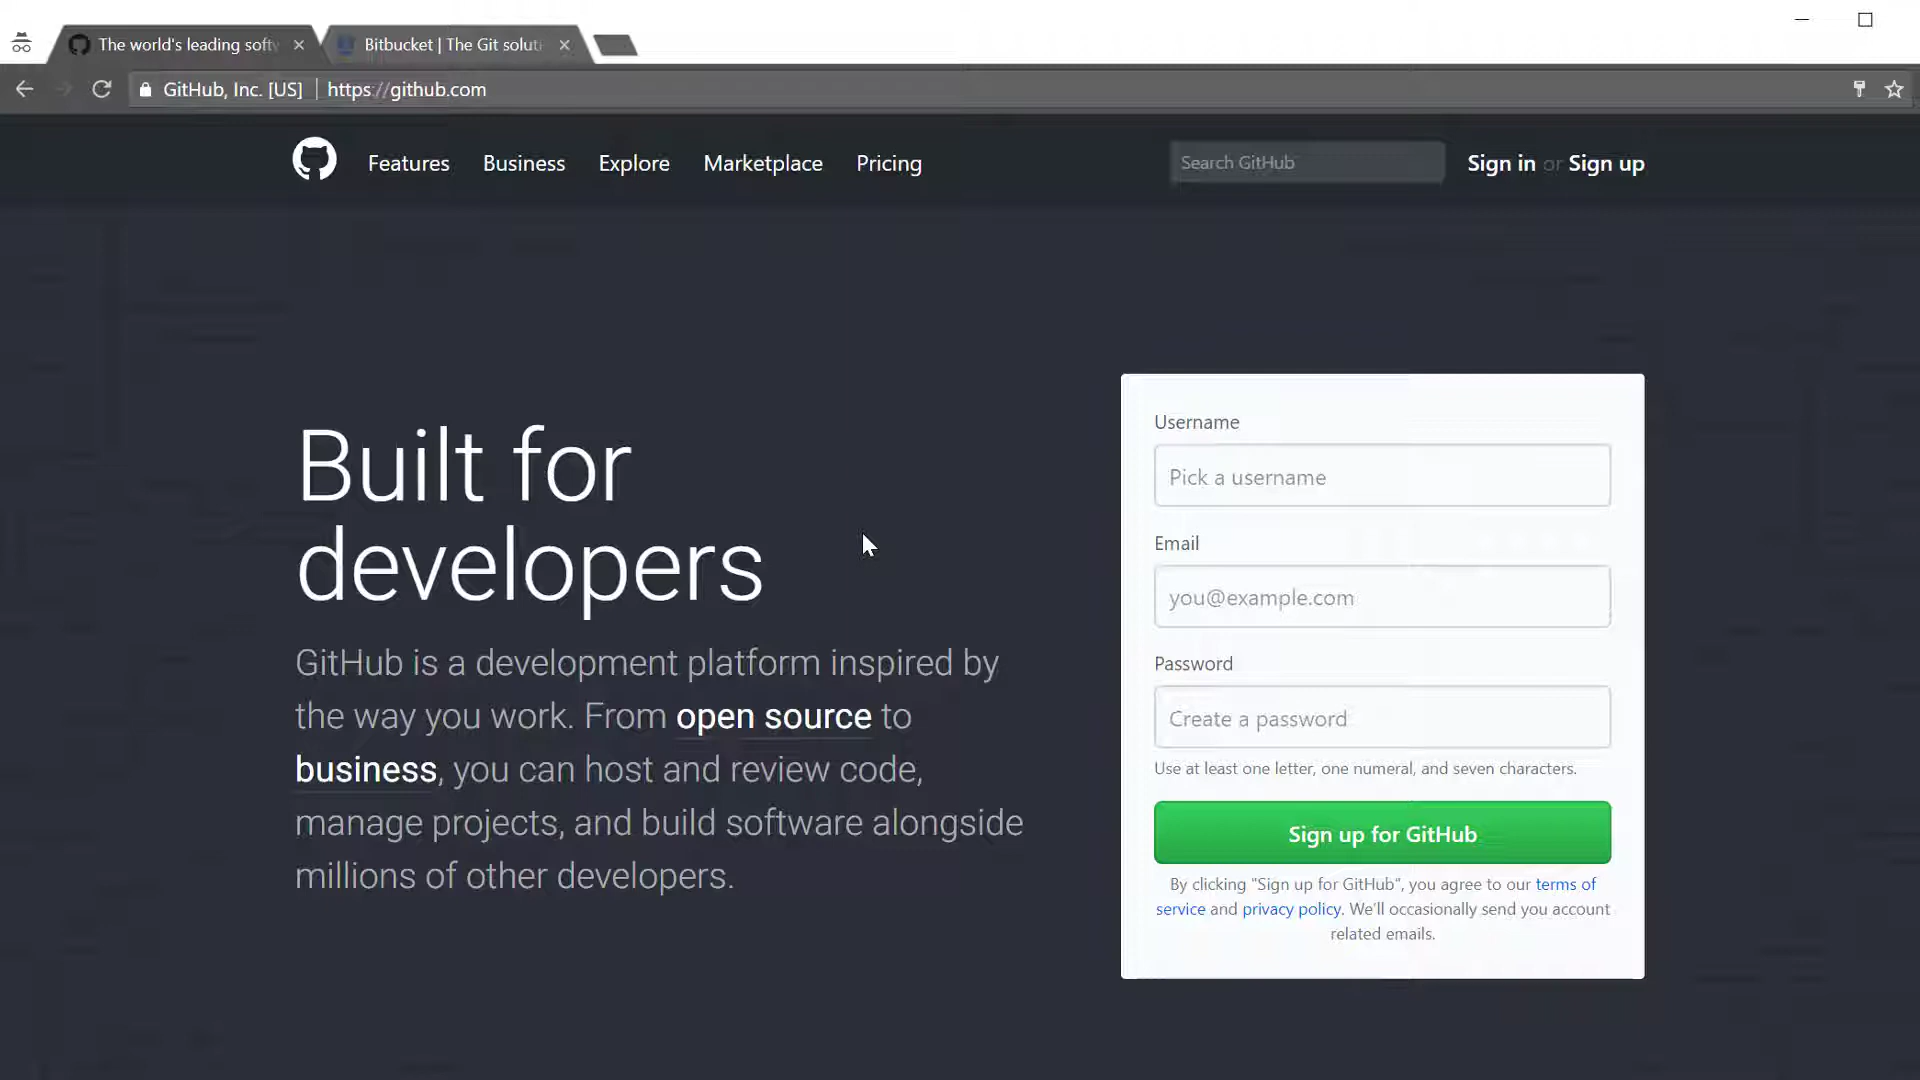 The world's leading soft
Bitbucket | The Git soluti
GitHub, Inc. [US] | https://github.com
Features Business Explore Marketplace Pricing Search GitHub Sign in or Sign up
Built for
developers
GitHub is a development platform inspired by
the way you work. From open source to
business, you can host and review code,
manage projects, and build software alongside
millions of other developers.
Username
Pick a username
Email
you@example.com
Password
Create a password
Use at least one letter, one numeral, and seven characters.
Sign up for GitHub
By clicking "Sign up for GitHub", you agree to our terms of
service and privacy policy. We'll occasionally send you account
related emails.